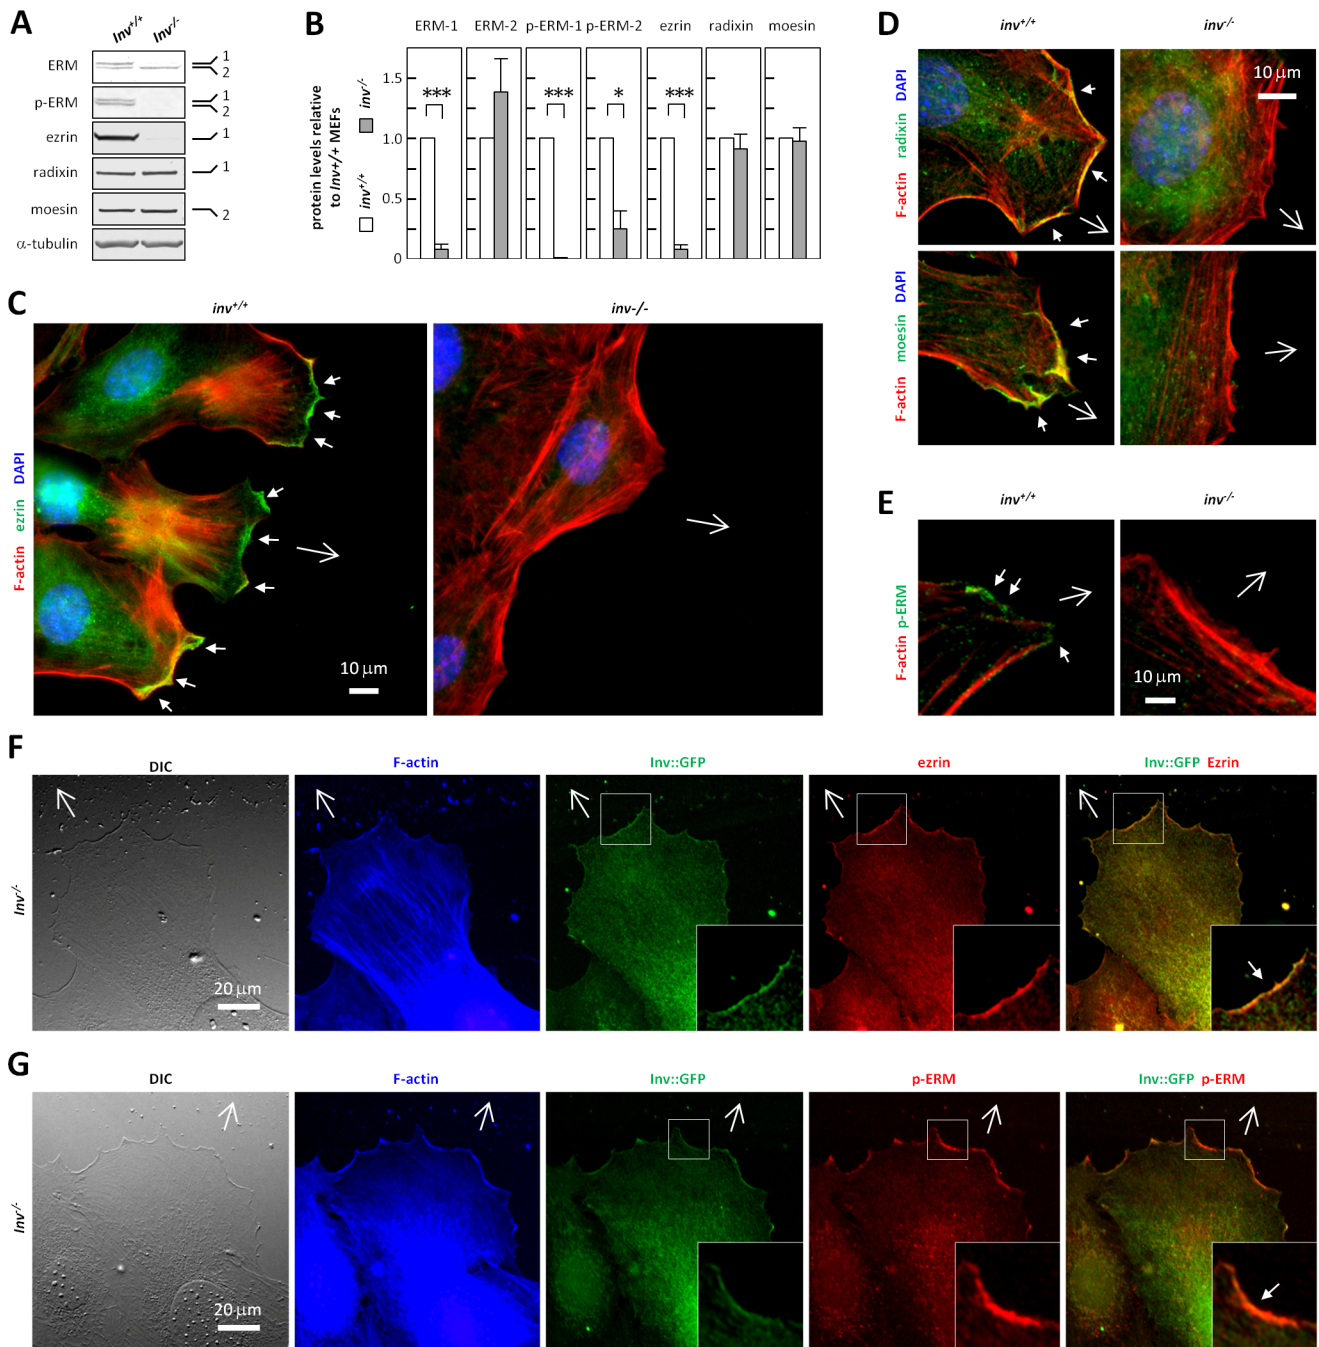 A
Inv+/+ Inv-/-
ERM 1 2
p-ERM 1 2
ezrin 1
radixin 1
moesin 2
α-tubulin
B
ERM-1 ERM-2 p-ERM-1 p-ERM-2 ezrin radixin moesin
protein levels relative
to Inv+/+ MEFs
inv+/+ inv-/-
1.5
1.0
0.5
0
*** *** * ***
C
inv+/+ inv-/-
F-actin ezrin DAPI
10 µm
D
inv+/+ inv-/-
F-actin radixin DAPI
10 µm
F-actin moesin DAPI
E
inv+/+ inv-/-
F-actin p-ERM
10 µm
F
DIC F-actin Inv::GFP ezrin Inv::GFP Ezrin
Inv-/-
20 µm
G
DIC F-actin Inv::GFP p-ERM Inv::GFP p-ERM
Inv-/-
20 µm